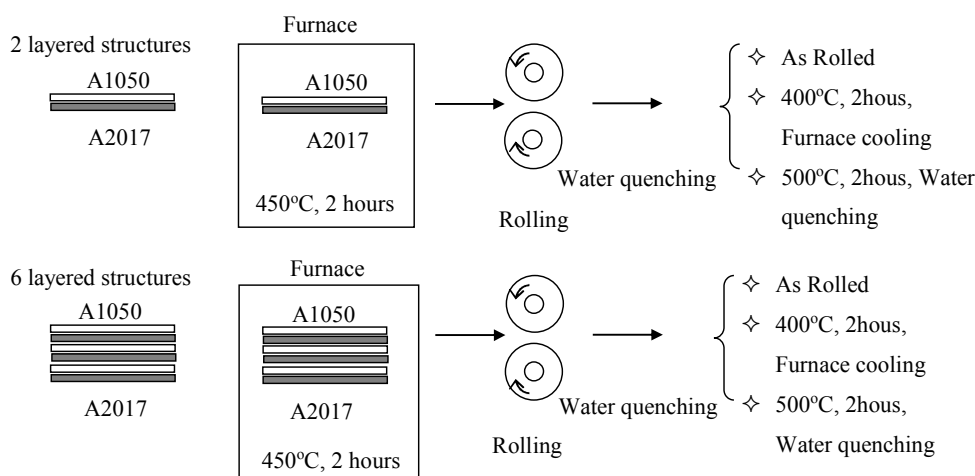 2 layered structures
A1050
A2017
Furnace
A1050
A2017
450°C, 2 hours
Water quenching
Rolling
✧ As Rolled
✧ 400°C, 2hous,
Furnace cooling
✧ 500°C, 2hous, Water
quenching
6 layered structures
A1050
A2017
Furnace
A2017
450°C, 2 hours
Water quenching
Rolling
✧ As Rolled
✧ 400°C, 2hous,
Furnace cooling
✧ 500°C, 2hous,
Water quenching